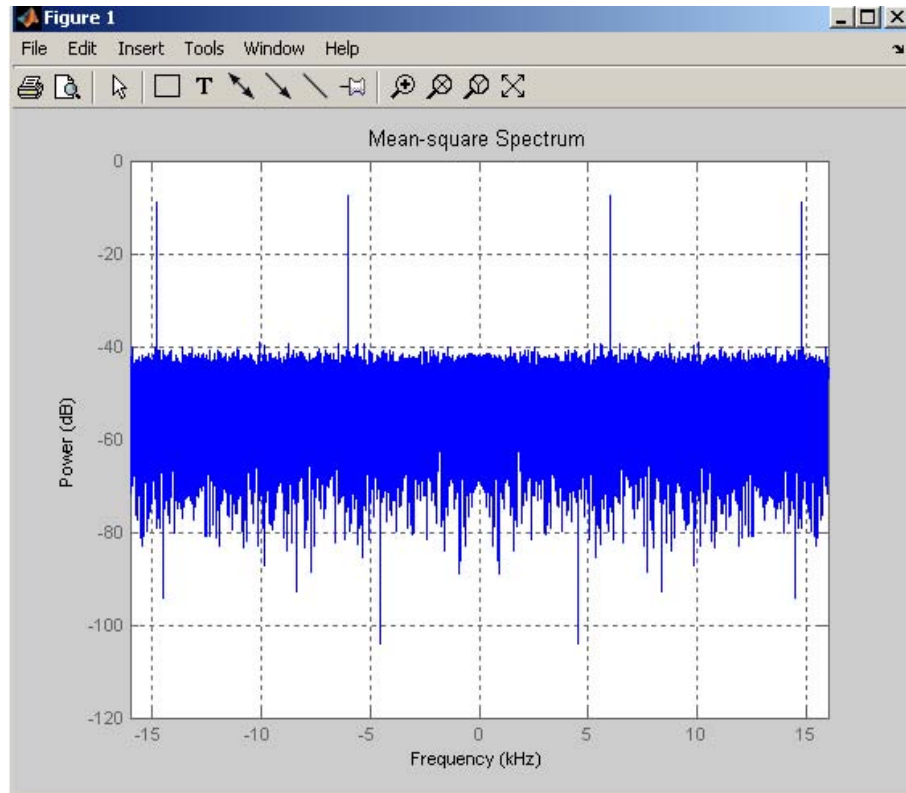 Figure 1
File Edit Insert Tools Window Help
T
Mean-square Spectrum
0
-20
-40
-60
-80
-100
-120
Power (dB)
-15 -10 -5 0 5 10 15
Frequency (kHz)